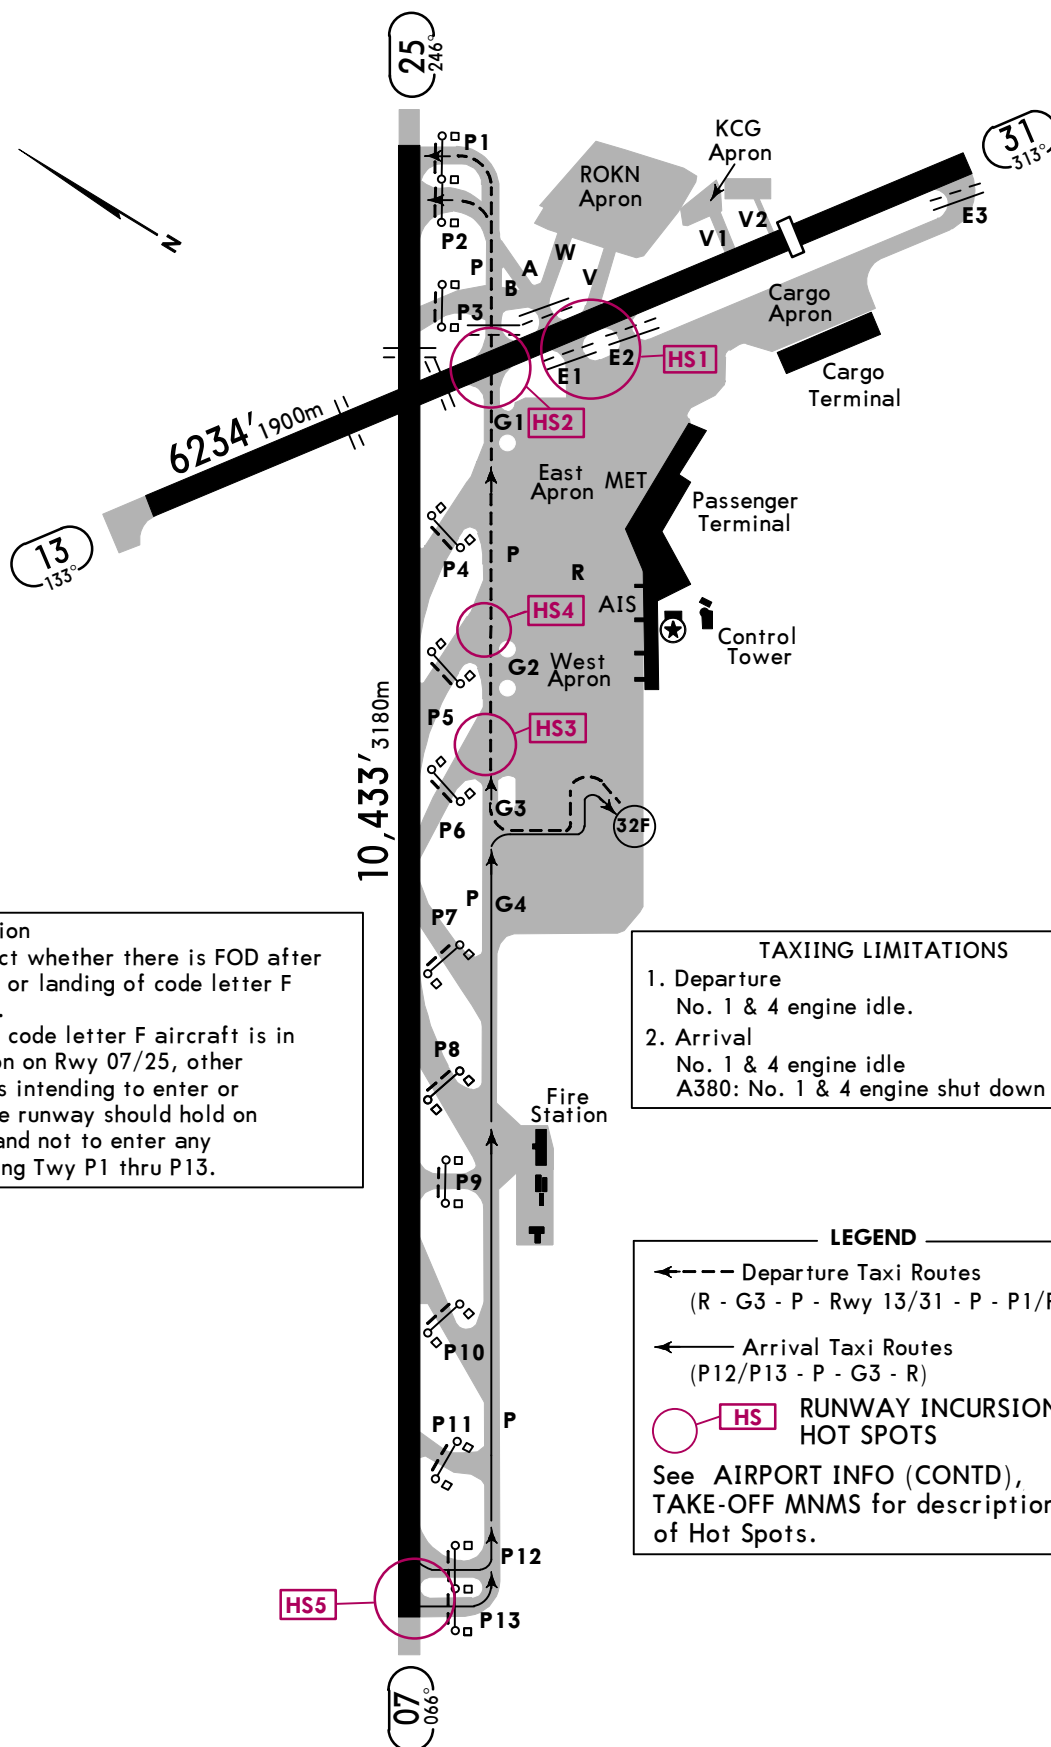 25
246°
P1
KCG
Apron
31
313°
ROKN
Apron
N
P2
V2
V1
E3
W
P
A
V
B
P3
Cargo
Apron
E2
HS1
E1
Cargo
Terminal
6234' 1900m
G1
HS2
East
Apron
MET
Passenger
Terminal
13
133°
P4
P
R
HS4
AIS
Control
Tower
G2
West
Apron
P5
HS3
10,433' 3180m
G3
P6
32F
P
G4
P7
ion
ct whether there is FOD after
or landing of code letter F
.
code letter F aircraft is in
on on Rwy 07/25, other
s intending to enter or
e runway should hold on
and not to enter any
ng Twy P1 thru P13.
TAXIING LIMITATIONS
1. Departure
No. 1 & 4 engine idle.
2. Arrival
No. 1 & 4 engine idle
A380: No. 1 & 4 engine shut down
P8
Fire
Station
P9
LEGEND
Departure Taxi Routes
(R - G3 - P - Rwy 13/31 - P - P1/P
Arrival Taxi Routes
(P12/P13 - P - G3 - R)
HS
RUNWAY INCURSION
HOT SPOTS
See AIRPORT INFO (CONTD),
TAKE-OFF MNMS for description
of Hot Spots.
P10
P
P11
P12
HS5
P13
07
066°